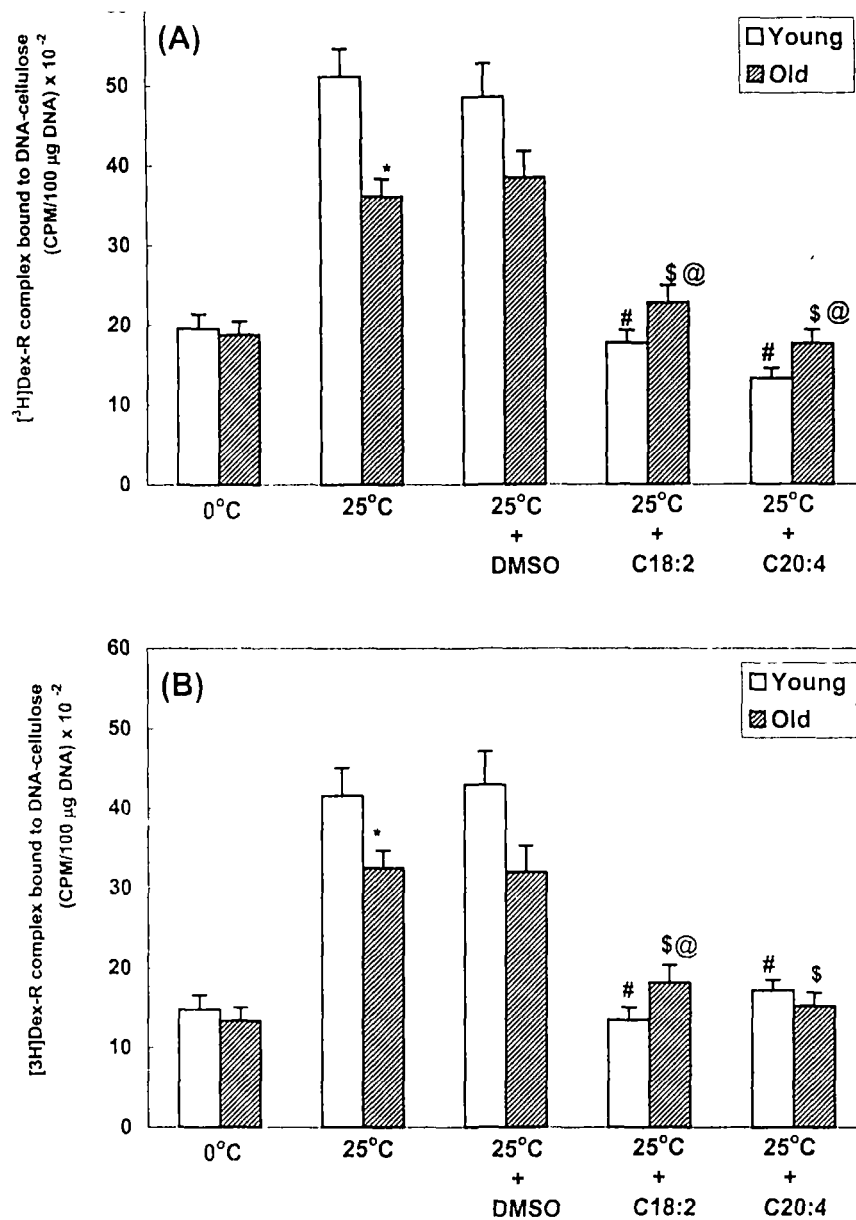 (A)
Young
Old
[³H]Dex-R complex bound to DNA-cellulose
(CPM/100 µg DNA) x 10⁻²
50
40
30
20
10
0
*
#
$ @
#
$ @
0°C
25°C
25°C
+
DMSO
25°C
+
C18:2
25°C
+
C20:4
(B)
Young
Old
[3H]Dex-R complex bound to DNA-cellulose
(CPM/100 µg DNA) x 10⁻²
60
50
40
30
20
10
0
*
#
$@
#
$
0°C
25°C
25°C
+
DMSO
25°C
+
C18:2
25°C
+
C20:4